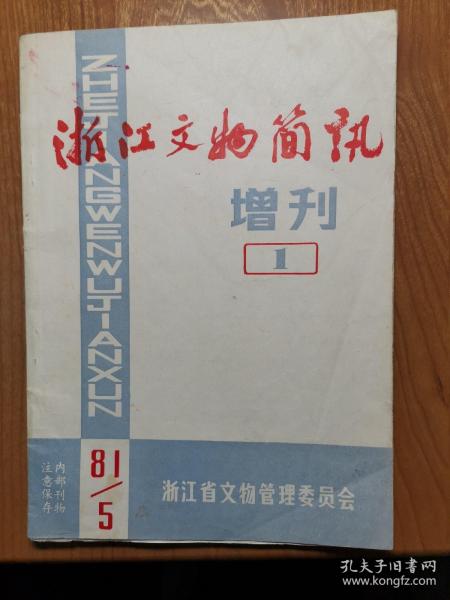 浙江文物简讯
增刊
1
ZHEJIANGWENWUJIANXUN
内部刊物
注意保存
81/5
浙江省文物管理委员会
孔夫子旧书网
www.kongfz.com